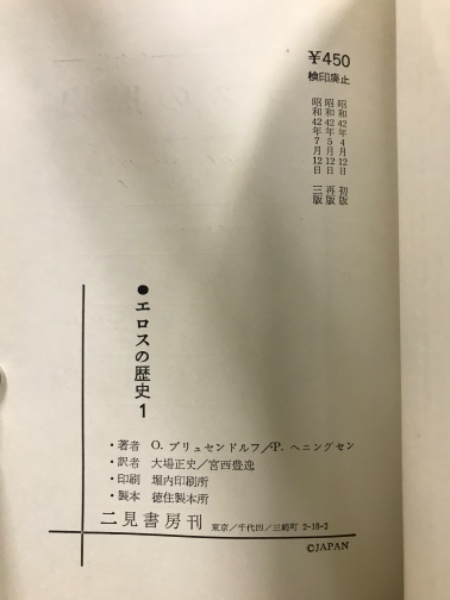 ¥450
検印廃止
昭和42年4月12日 初版
昭和42年5月12日 再版
昭和42年7月12日 三版
●エロスの歴史1
・著者 O. ブリュセンドルフ/P. ヘニングセン
・訳者 大場正史/宮西豊逸
・印刷 堀内印刷所
・製本 徳住製本所
二見書房刊 東京/千代田/三崎町 2-18-2
©JAPAN